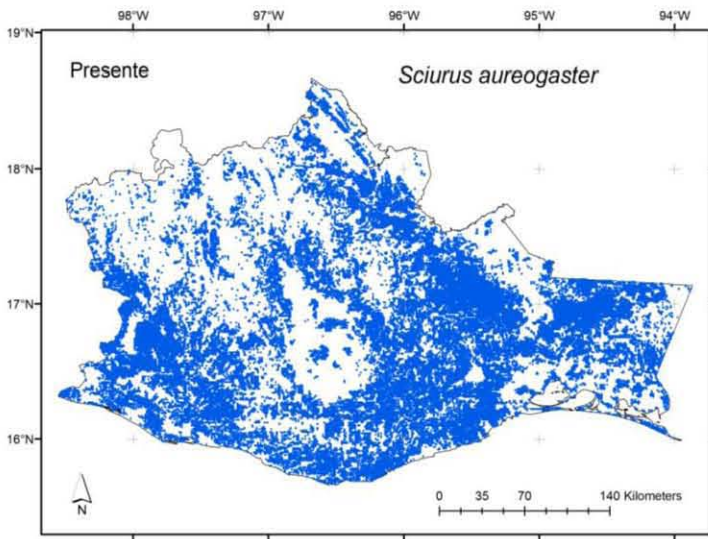 98°W 97°W 96°W 95°W 94°W
19°N
Presente Sciurus aureogaster
18°N
17°N
16°N
N
0 35 70 140 Kilometers